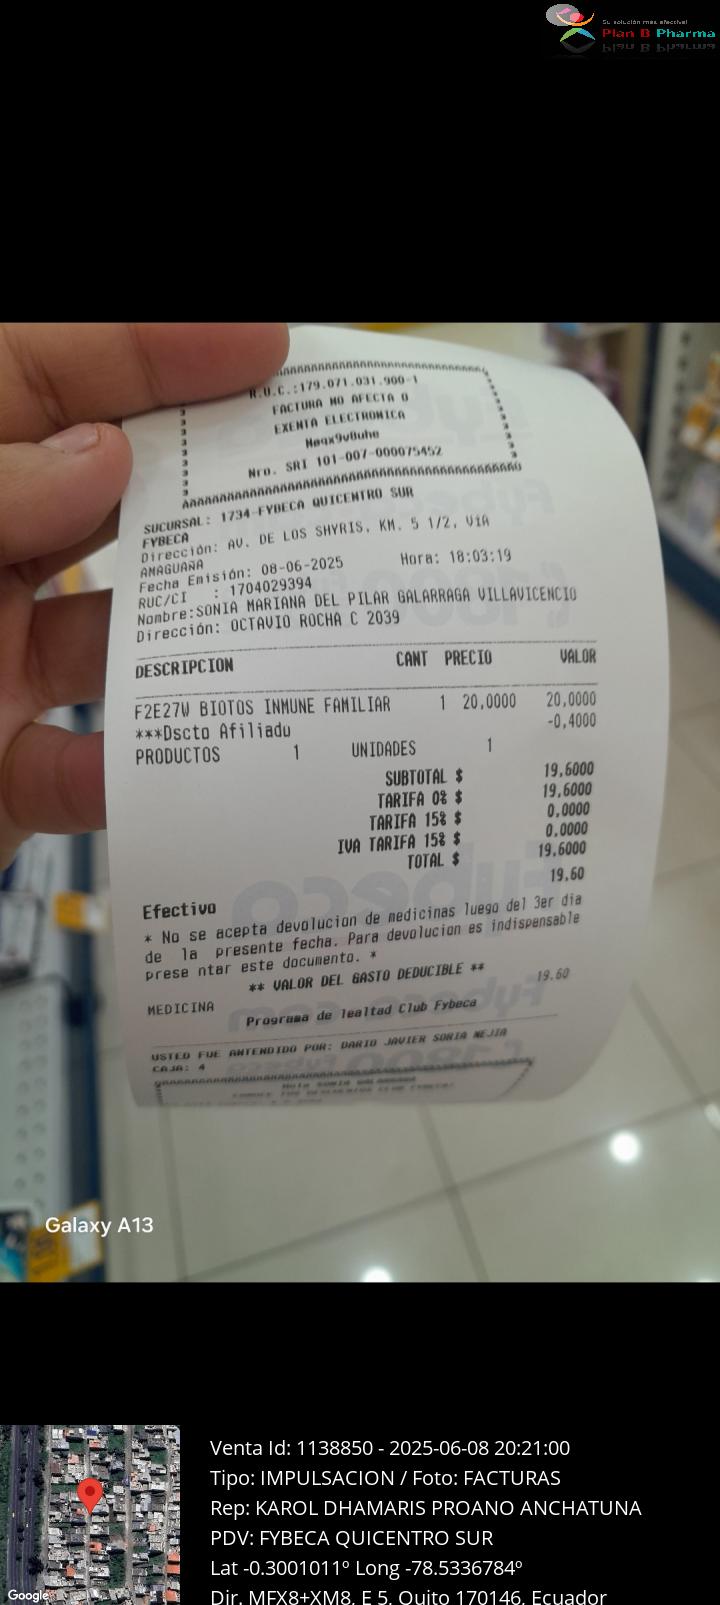 Su solución más efectiva!
Plan B Pharma
R.U.C.:179.071.031.900-1
FACTURA NO AFECTA O
EXENTA ELECTRONICA
Nro. SRI 101-007-000075452
SUCURSAL: 1734-FYBECA QUICENTRO SUR
FYBECA
Dirección: AV. DE LOS SHYRIS, KM. 5 1/2, VIA
AMAGUAÑA
Fecha Emisión: 08-06-2025 Hora: 18:03:19
RUC/CI : 1704029394
Nombre:SONIA MARIANA DEL PILAR GALARRAGA VILLAVICENCIO
Dirección: OCTAVIO ROCHA C 2039
DESCRIPCION CANT PRECIO VALOR
F2E27W BIOTOS INMUNE FAMILIAR 1 20,0000 20,0000
***Dscto Afiliado -0,4000
PRODUCTOS 1 UNIDADES 1
SUBTOTAL $ 19,6000
TARIFA 0% $ 19,6000
TARIFA 15% $ 0,0000
IVA TARIFA 15% $ 0,0000
TOTAL $ 19,6000
Efectivo 19,60
* No se acepta devolucion de medicinas luego del 3er dia
de la presente fecha. Para devolucion es indispensable
prese ntar este documento. *
** VALOR DEL GASTO DEDUCIBLE **
MEDICINA 19.60
Programa de lealtad Club Fybeca
USTED FUE ANTENDIDO POR: DARIO JAVIER SORIA MEJIA
CAJA: 4
Hola SONIA GALARRAGA
Galaxy A13
Google
Venta Id: 1138850 - 2025-06-08 20:21:00
Tipo: IMPULSACION / Foto: FACTURAS
Rep: KAROL DHAMARIS PROANO ANCHATUNA
PDV: FYBECA QUICENTRO SUR
Lat -0.3001011º Long -78.5336784º
Dir. MFX8+XM8, E 5, Quito 170146, Ecuador